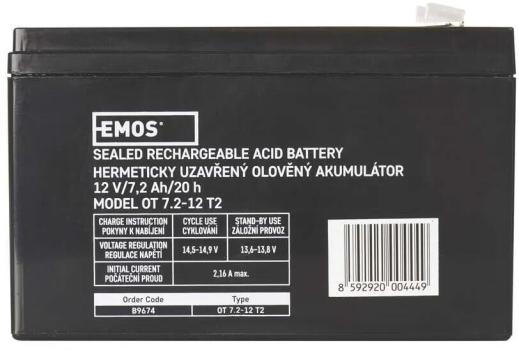 EMOS
SEALED RECHARGEABLE ACID BATTERY
HERMETICKY UZAVŘENÝ OLOVĚNÝ AKUMULÁTOR
12 V/7,2 Ah/20 h
MODEL OT 7.2-12 T2
CHARGE INSTRUCTION CYCLE USE STAND-BY USE
POKYNY K NABÍJENÍ CYKLOVÁNÍ ZÁLOŽNÍ PROVOZ
VOLTAGE REGULATION 14,5-14,9 V 13,6-13,8 V
REGULACE NAPĚTÍ
INITIAL CURRENT 2,16 A max.
POČÁTEČNÍ PROUD
Order Code Type
B9674 OT 7.2-12 T2
8 592920 004449